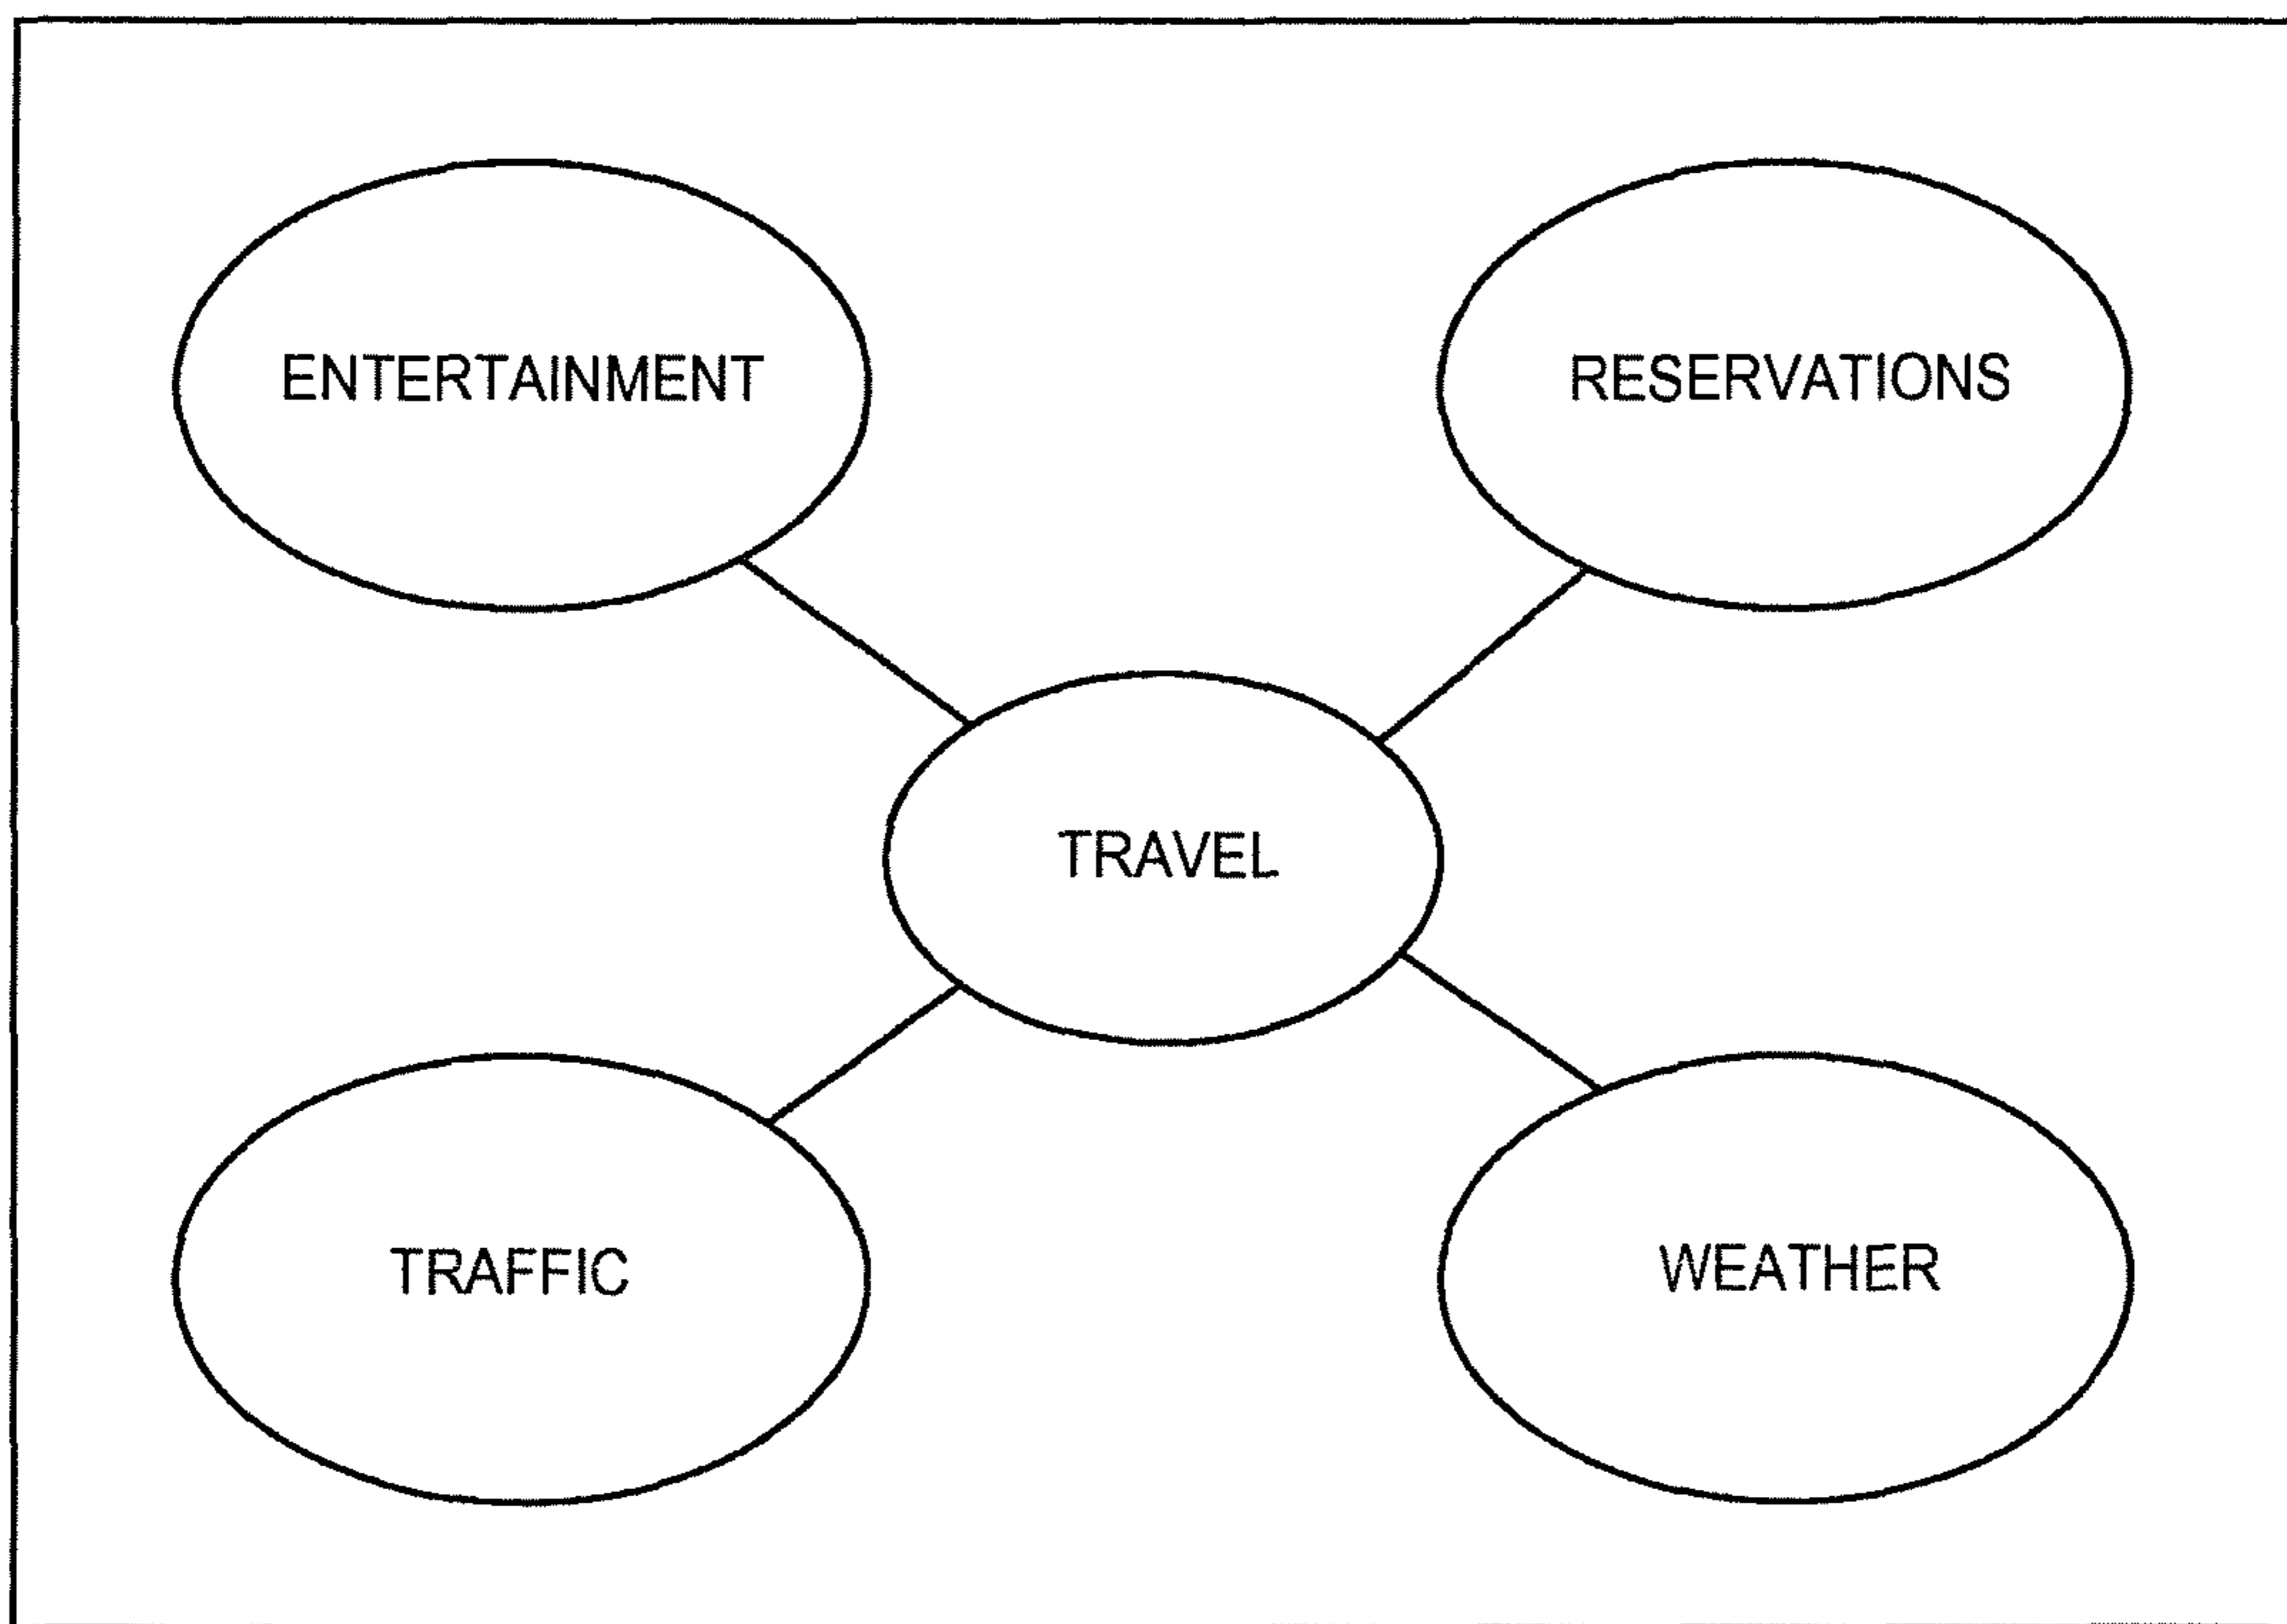 ENTERTAINMENT
RESERVATIONS
TRAVEL
TRAFFIC
WEATHER